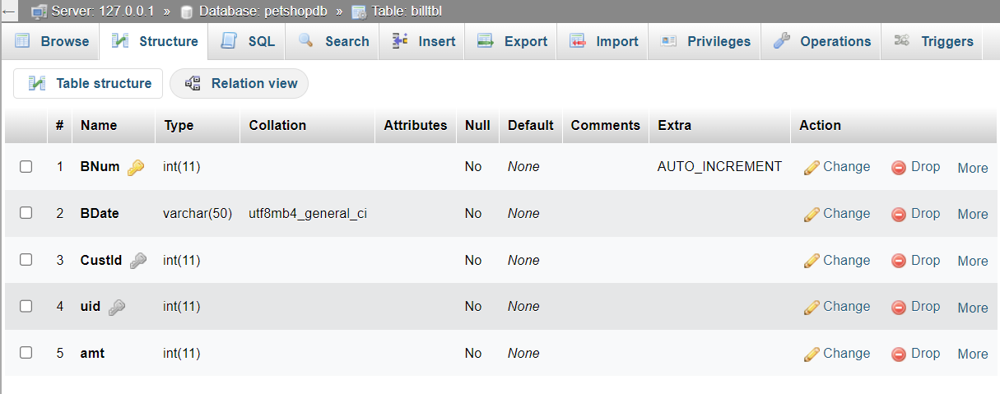 ← Server: 127.0.0.1 » Database: petshopdb » Table: billtbl
Browse Structure SQL Search Insert Export Import Privileges Operations Triggers
Table structure Relation view
# Name Type Collation Attributes Null Default Comments Extra Action
1 BNum int(11) No None AUTO_INCREMENT Change Drop More
2 BDate varchar(50) utf8mb4_general_ci No None Change Drop More
3 CustId int(11) No None Change Drop More
4 uid int(11) No None Change Drop More
5 amt int(11) No None Change Drop More